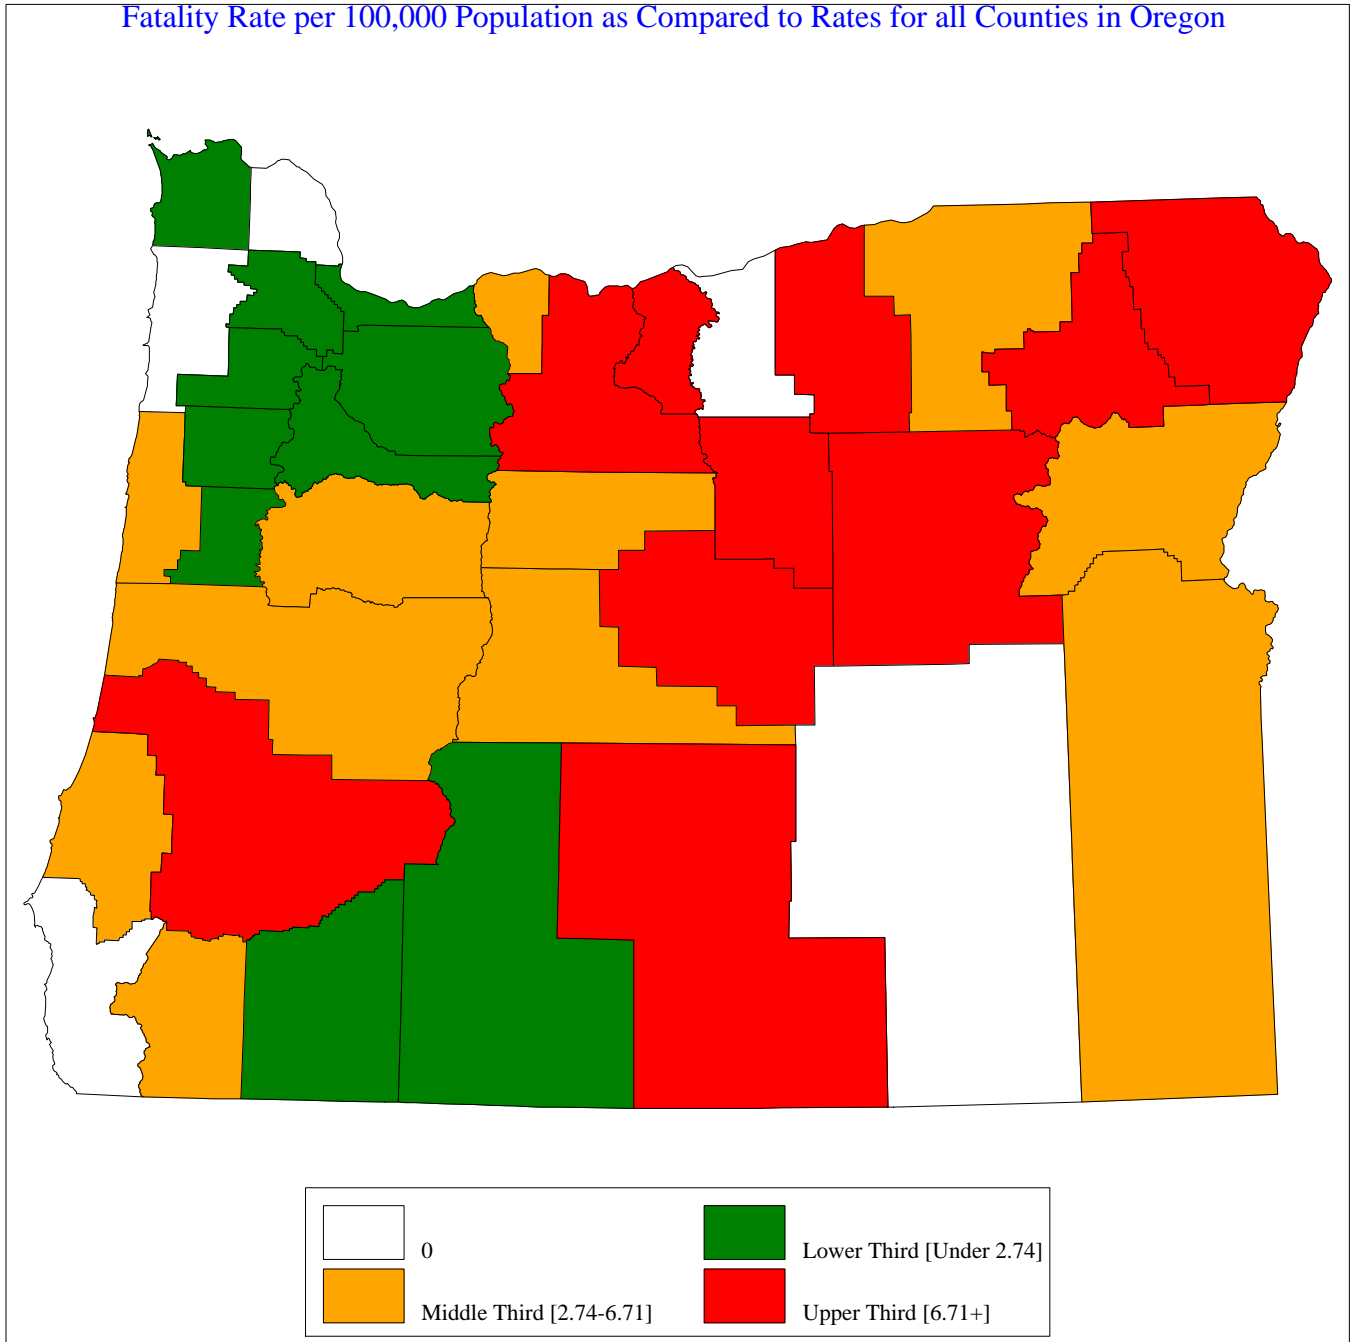 Fatality Rate per 100,000 Population as Compared to Rates for all Counties in Oregon
0
Lower Third [Under 2.74]
Middle Third [2.74-6.71]
Upper Third [6.71+]